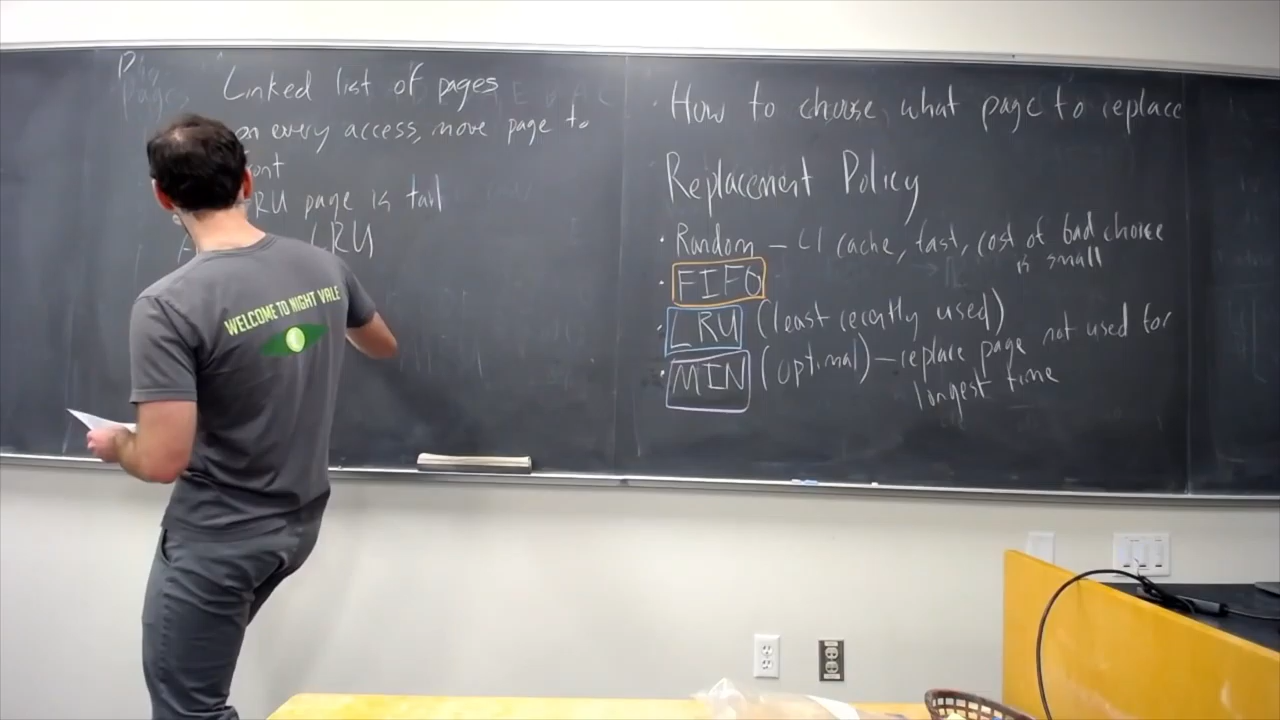 Linked list of pages
on every access, move page to
front
LRU page is tail
LRU
WELCOME TO NIGHT VALE
· How to choose what page to replace
Replacement Policy
· Random – L1 cache, fast, cost of bad choice
is small
· FIFO
· LRU (least recently used)
· MIN (optimal) – replace page not used for
longest time